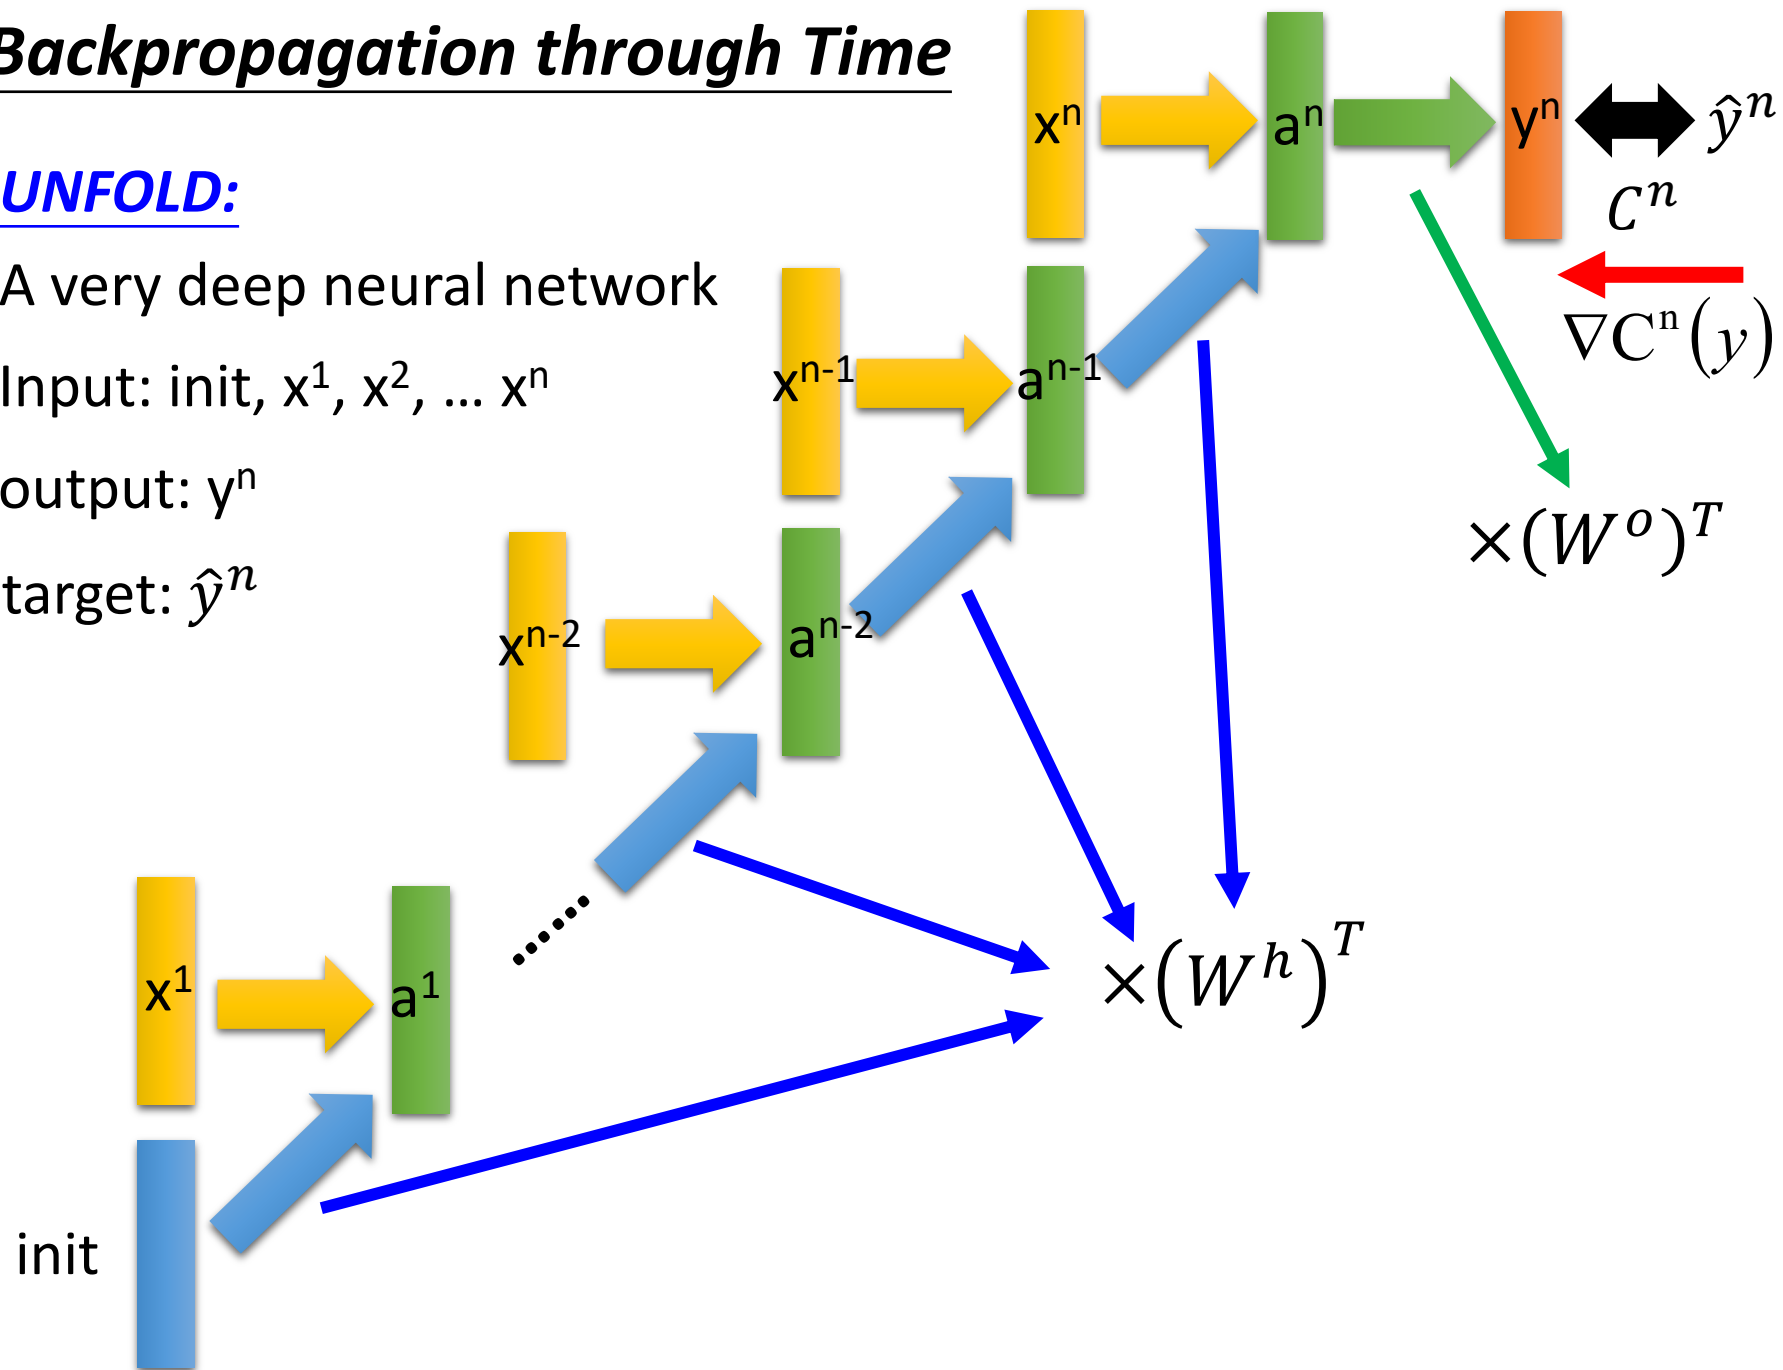 Backpropagation through Time
UNFOLD:
A very deep neural network
Input: init, x¹, x², … xⁿ
output: yⁿ
target: ŷⁿ
xⁿ
aⁿ
yⁿ
ŷⁿ
Cⁿ
∇Cⁿ(y)
xⁿ⁻¹
aⁿ⁻¹
×(Wᵒ)ᵀ
xⁿ⁻²
aⁿ⁻²
x¹
a¹
×(Wʰ)ᵀ
init